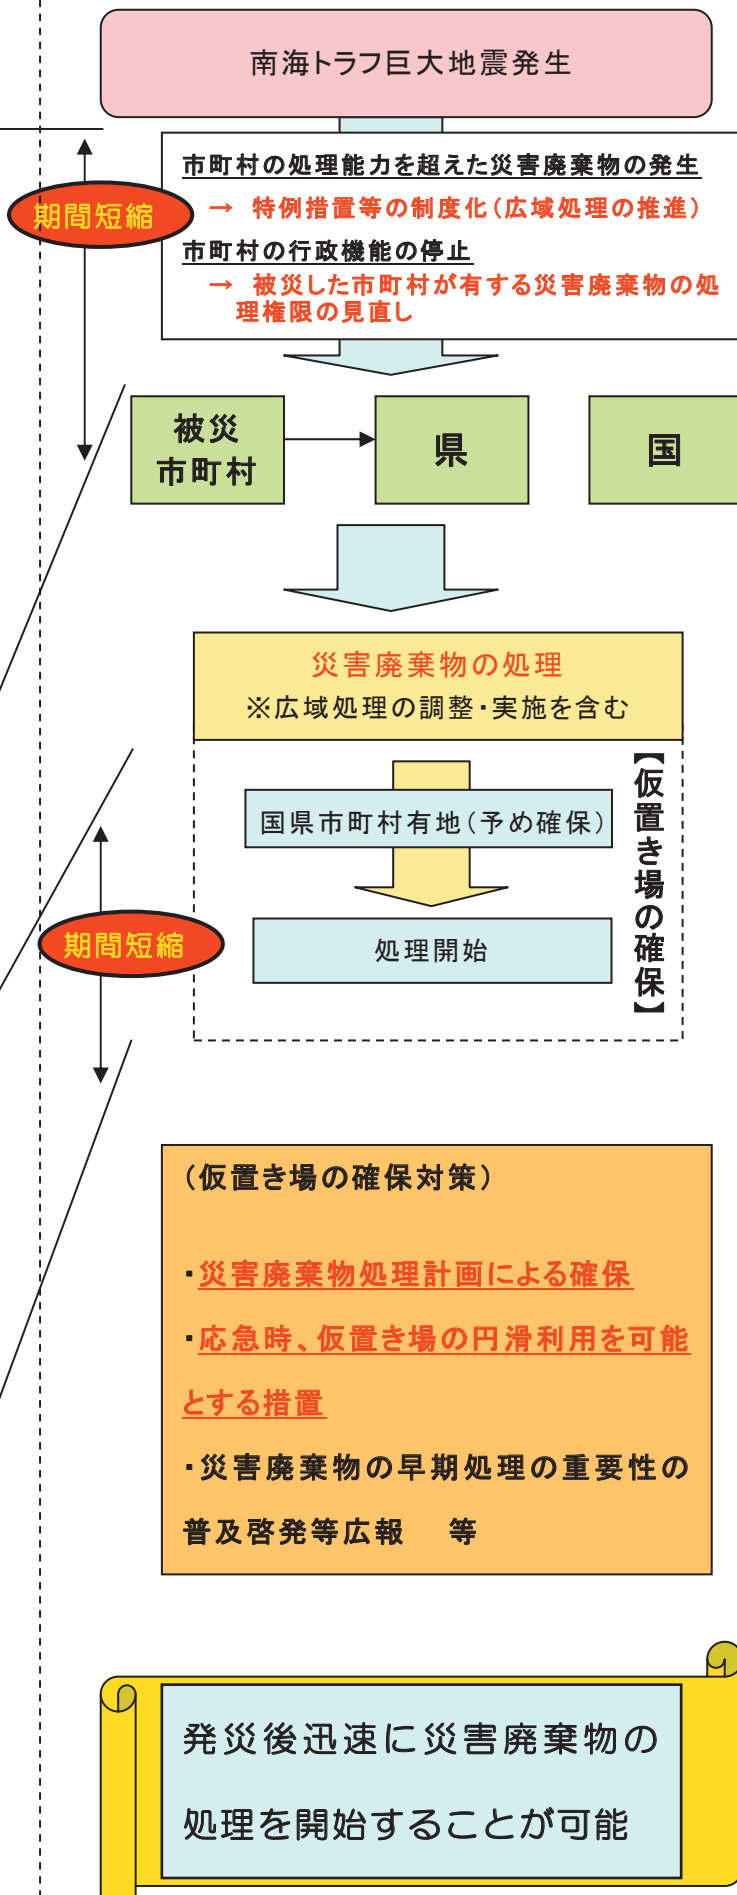 南海トラフ巨大地震発生
市町村の処理能力を超えた災害廃棄物の発生
→ 特例措置等の制度化(広域処理の推進)
期間短縮
市町村の行政機能の停止
→ 被災した市町村が有する災害廃棄物の処
理権限の見直し
被災
市町村
県
国
災害廃棄物の処理
※広域処理の調整・実施を含む
【仮置き場の確保】
国県市町村有地(予め確保)
期間短縮
処理開始
(仮置き場の確保対策)
・災害廃棄物処理計画による確保
・応急時、仮置き場の円滑利用を可能
とする措置
・災害廃棄物の早期処理の重要性の
普及啓発等広報 等
発災後迅速に災害廃棄物の
処理を開始することが可能